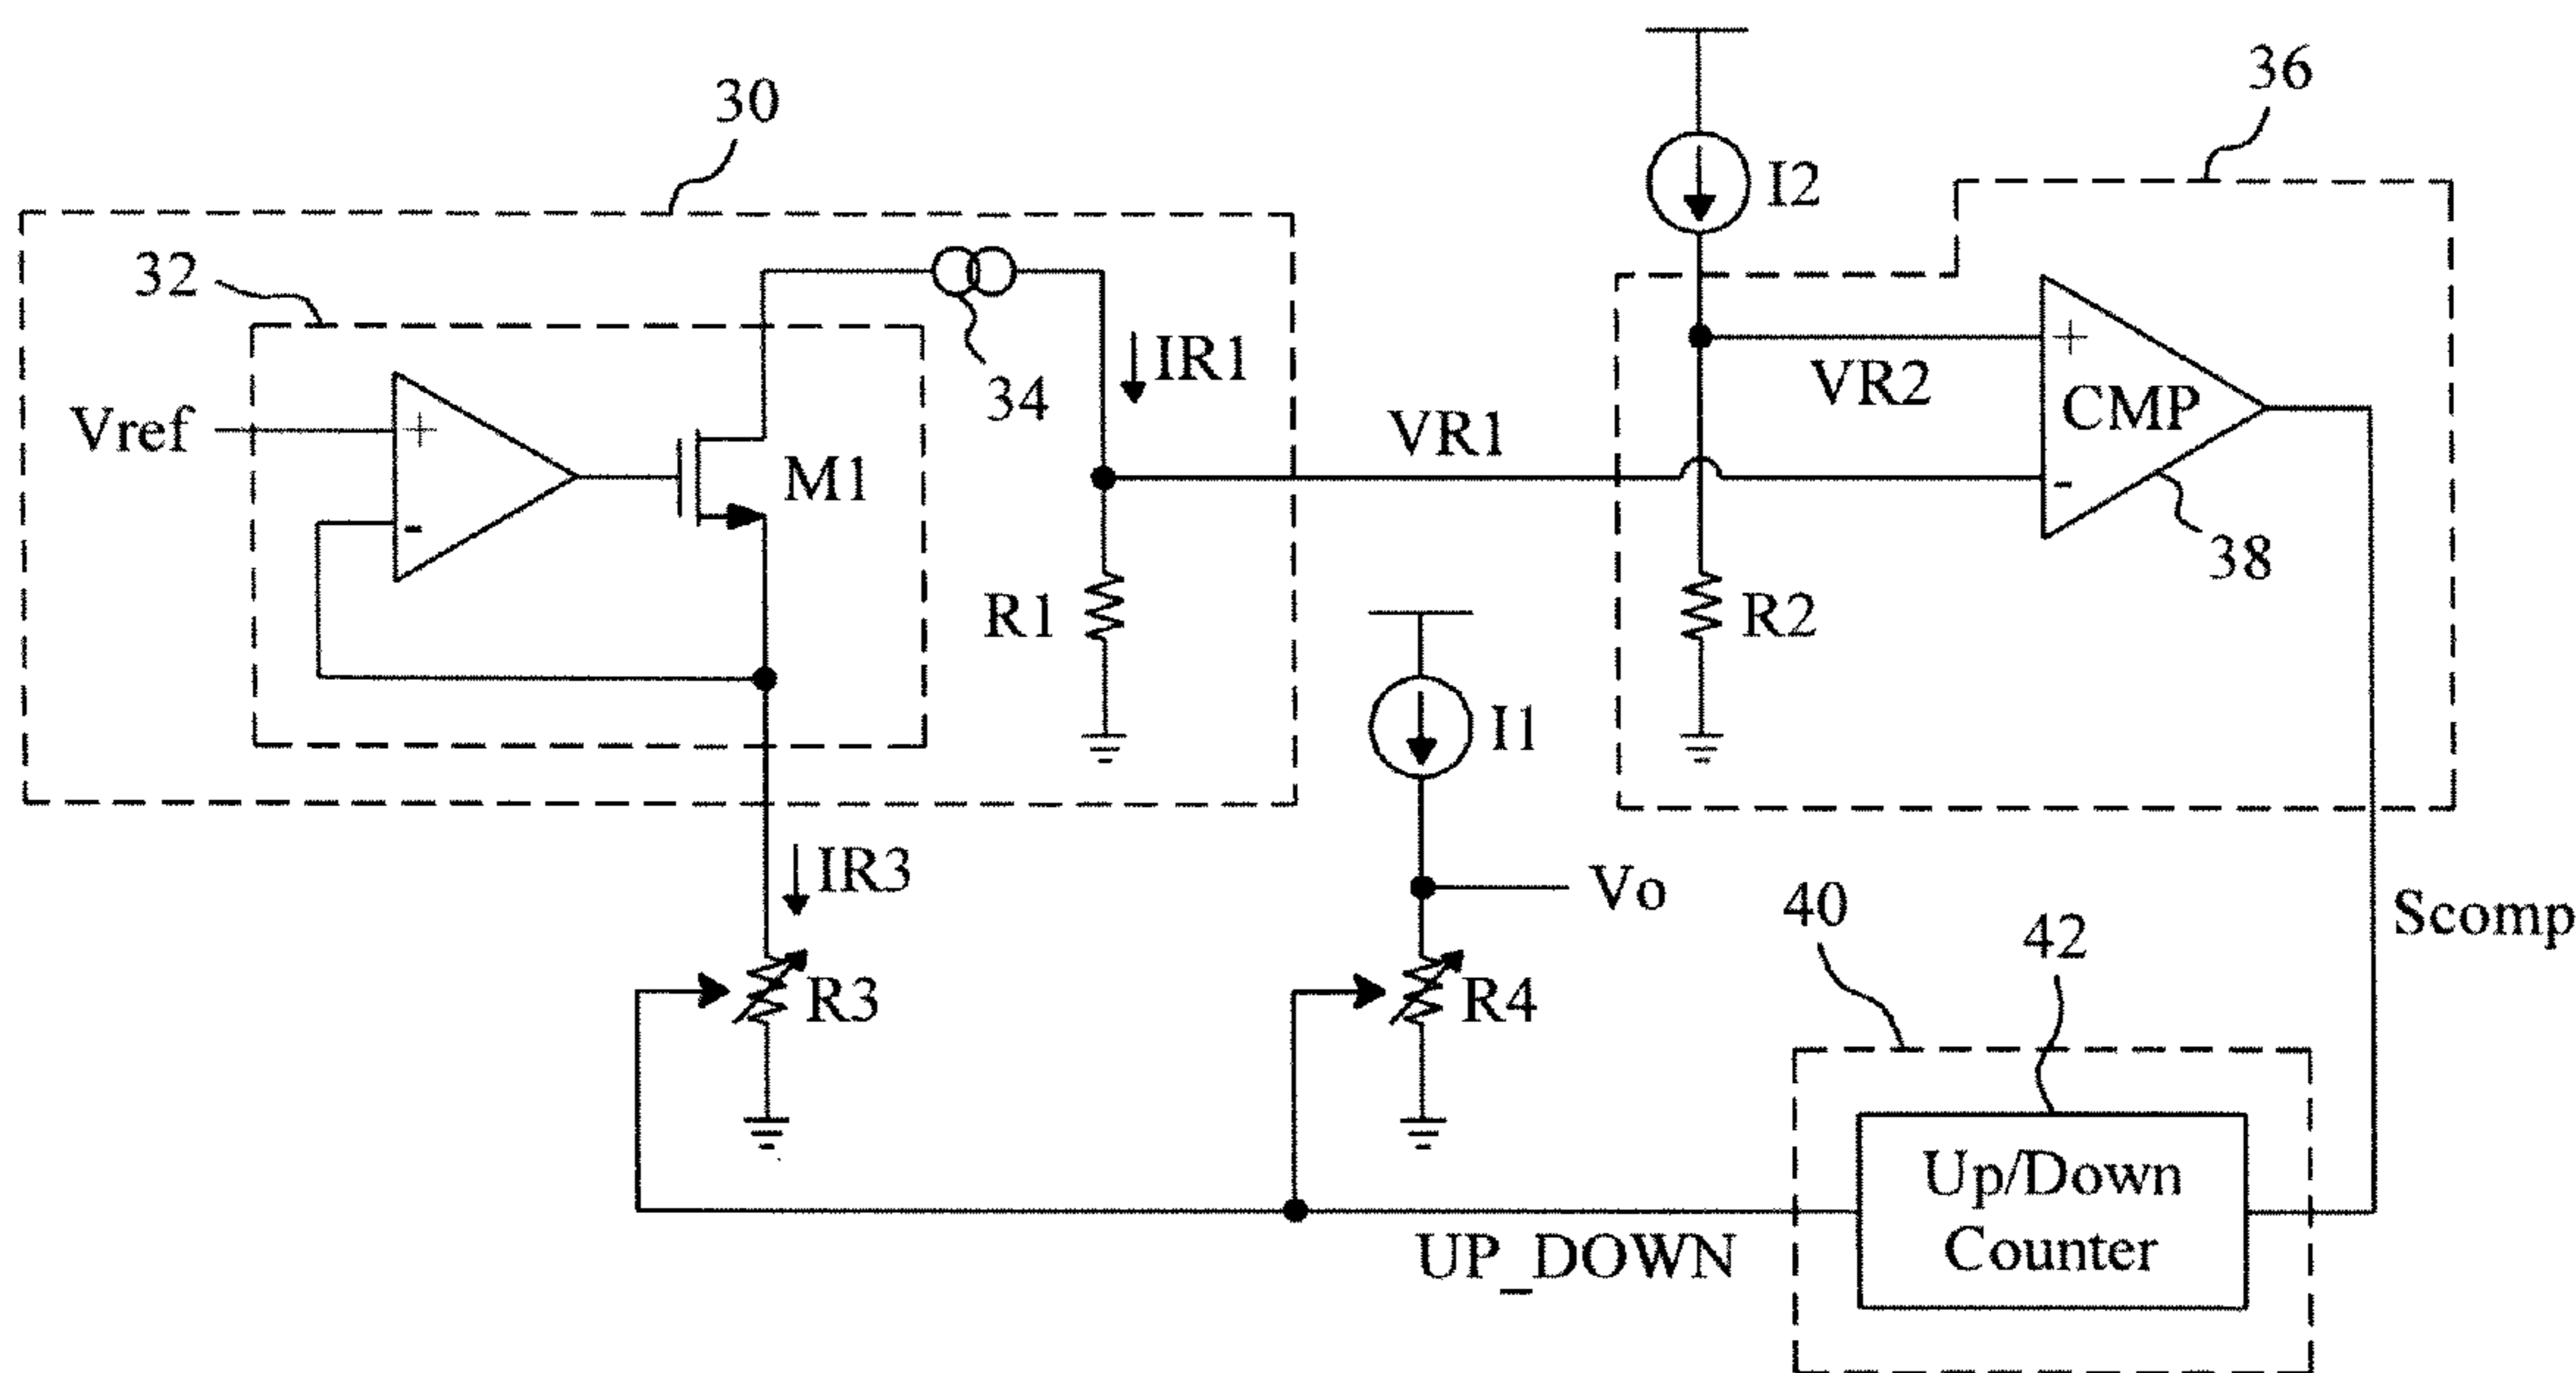 30
36
I2
32
+
IR1
34
VR2
Vref
+
M1
VR1
CMP
-
-
38
R1
R2
I1
IR3
Vo
40
42
Scomp
R3
R4
Up/Down
Counter
UP_DOWN